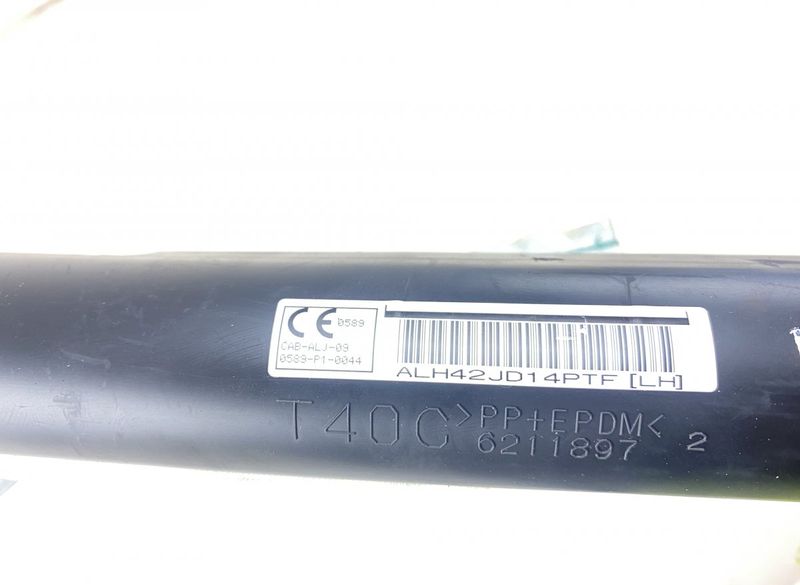 CE 0589
CAB-ALJ-09
0589-P1-0044
ALH42JD14PTF [LH]
T40C >PP+EPDM<
6211897 2